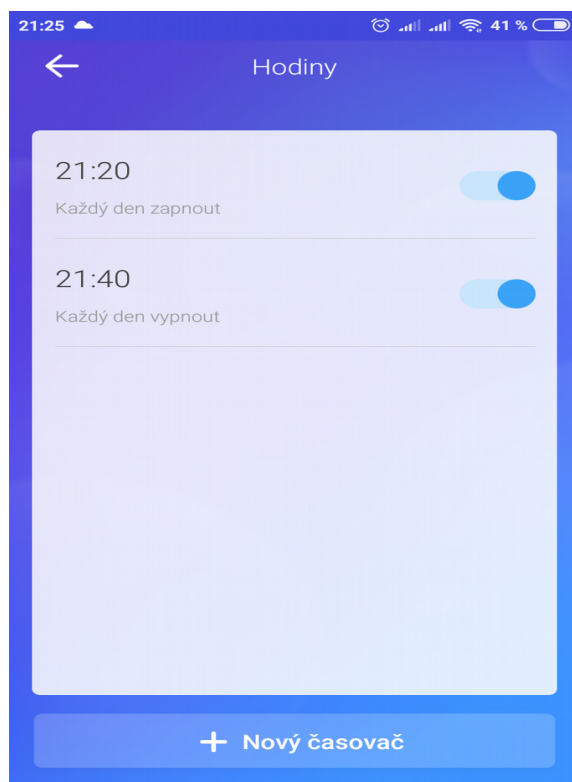 21:25 41 %
Hodiny
21:20
Každý den zapnout
21:40
Každý den vypnout
+ Nový časovač